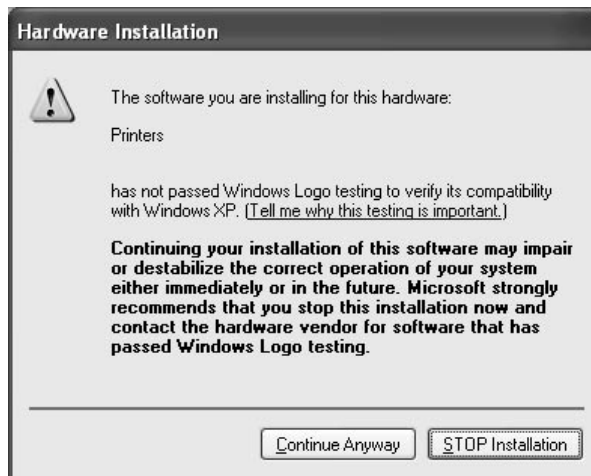 Hardware Installation
The software you are installing for this hardware:
Printers
has not passed Windows Logo testing to verify its compatibility
with Windows XP. (Tell me why this testing is important.)
Continuing your installation of this software may impair
or destabilize the correct operation of your system
either immediately or in the future. Microsoft strongly
recommends that you stop this installation now and
contact the hardware vendor for software that has
passed Windows Logo testing.
Continue Anyway
STOP Installation